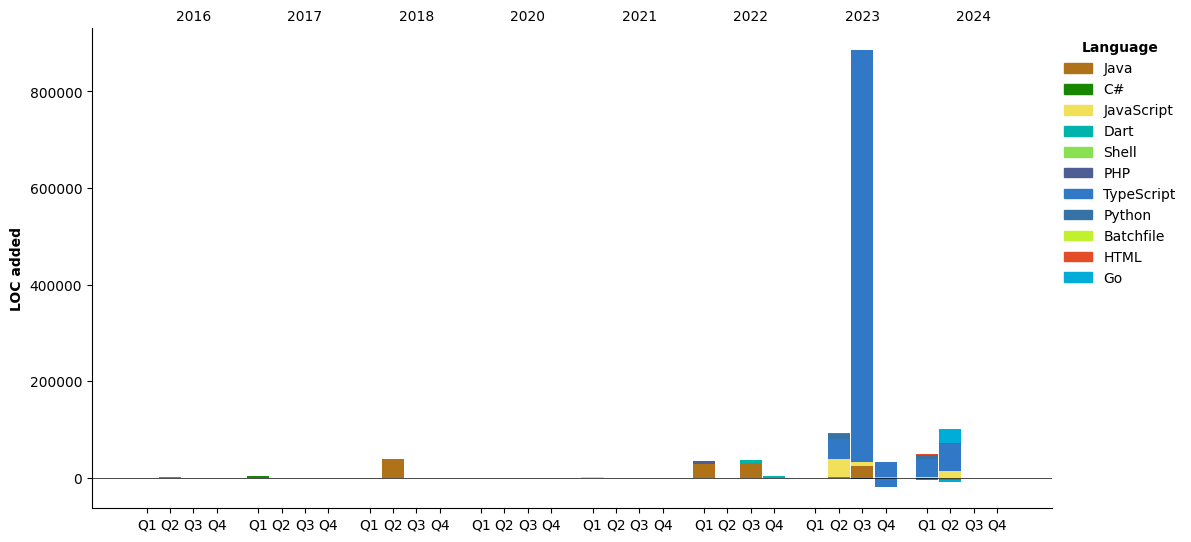 2016 2017 2018 2020 2021 2022 2023 2024
LOC added
800000
600000
400000
200000
0
Q1 Q2 Q3 Q4 Q1 Q2 Q3 Q4 Q1 Q2 Q3 Q4 Q1 Q2 Q3 Q4 Q1 Q2 Q3 Q4 Q1 Q2 Q3 Q4 Q1 Q2 Q3 Q4 Q1 Q2 Q3 Q4
Language
Java
C#
JavaScript
Dart
Shell
PHP
TypeScript
Python
Batchfile
HTML
Go